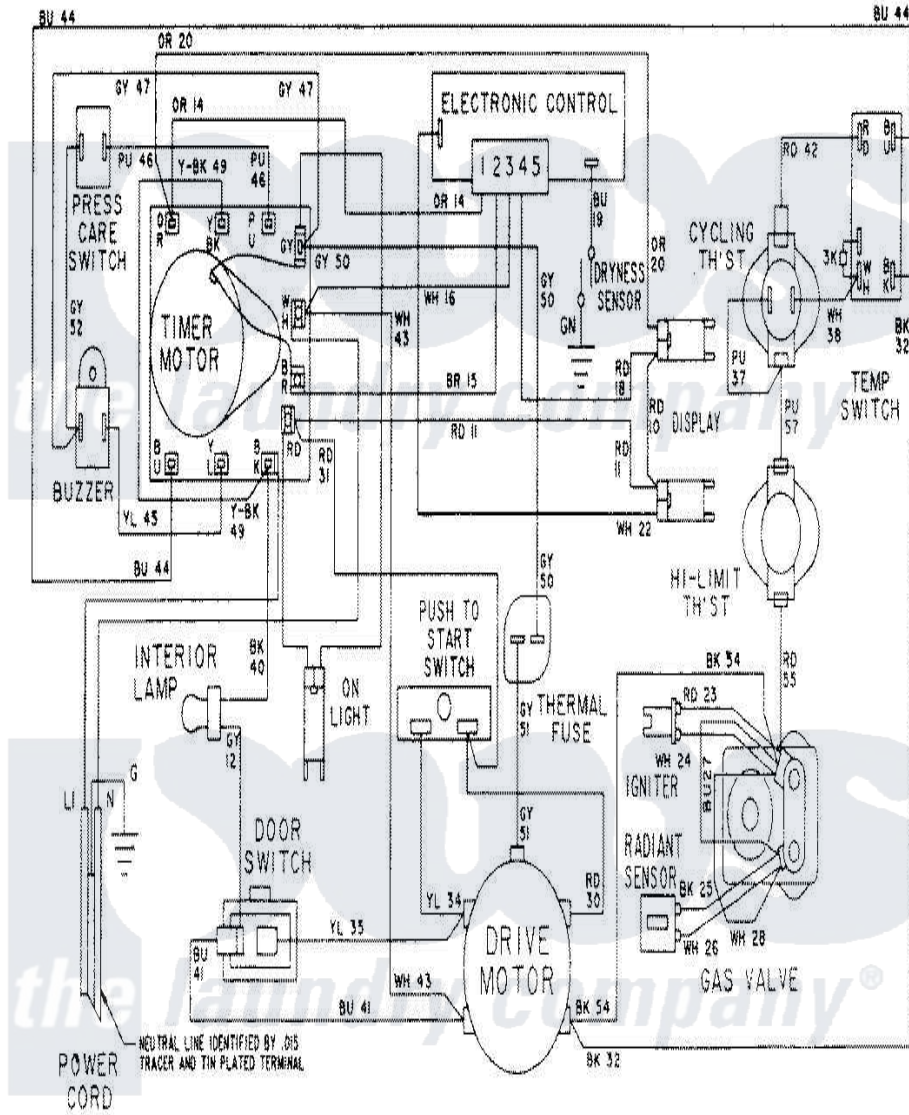 BU 44
BU 44
OR 20
GY 47
GY 47
OR 14
ELECTRONIC CONTROL
PU 46
Y-BK 49
PU
46
1 2 3 4 5
RD 42
R
D
B
U
PRESS
CARE
SWITCH
OR 14
BU
19
O
R
Y
BK
P
U
GY
GY 50
OR
20
CYCLING
TH'ST
3K
W
H
B
K
GY
52
TIMER
MOTOR
W
H
WH 16
WH
43
GY
50
DRYNESS
SENSOR
GN
WH
38
BK
32
B
R
BR 15
RD
18
PU
37
TEMP
SWITCH
RD 11
RD
10
DISPLAY
PU
57
RD
RD
31
RD
11
B
U
Y
L
B
K
BUZZER
YL 45
Y-BK
49
WH 22
BU 44
GY
50
HI-LIMIT
TH'ST
PUSH TO
START
SWITCH
INTERIOR
LAMP
BK
40
ON
LIGHT
BK 54
RD
55
RD 23
THERMAL
FUSE
GY
51
GY
12
WH 24
BU27
IGNITER
L1
N
G
DOOR
SWITCH
GY
51
RADIANT
SENSOR
BK 25
YL 34
RD
30
YL 35
WH 26
WH 28
DRIVE
MOTOR
BU
41
WH 43
GAS VALVE
BU 41
BK 54
NEUTRAL LINE IDENTIFIED BY .015
TRACER AND TIN PLATED TERMINAL
BK 32
POWER
CORD
the laundry company
the laundry company®